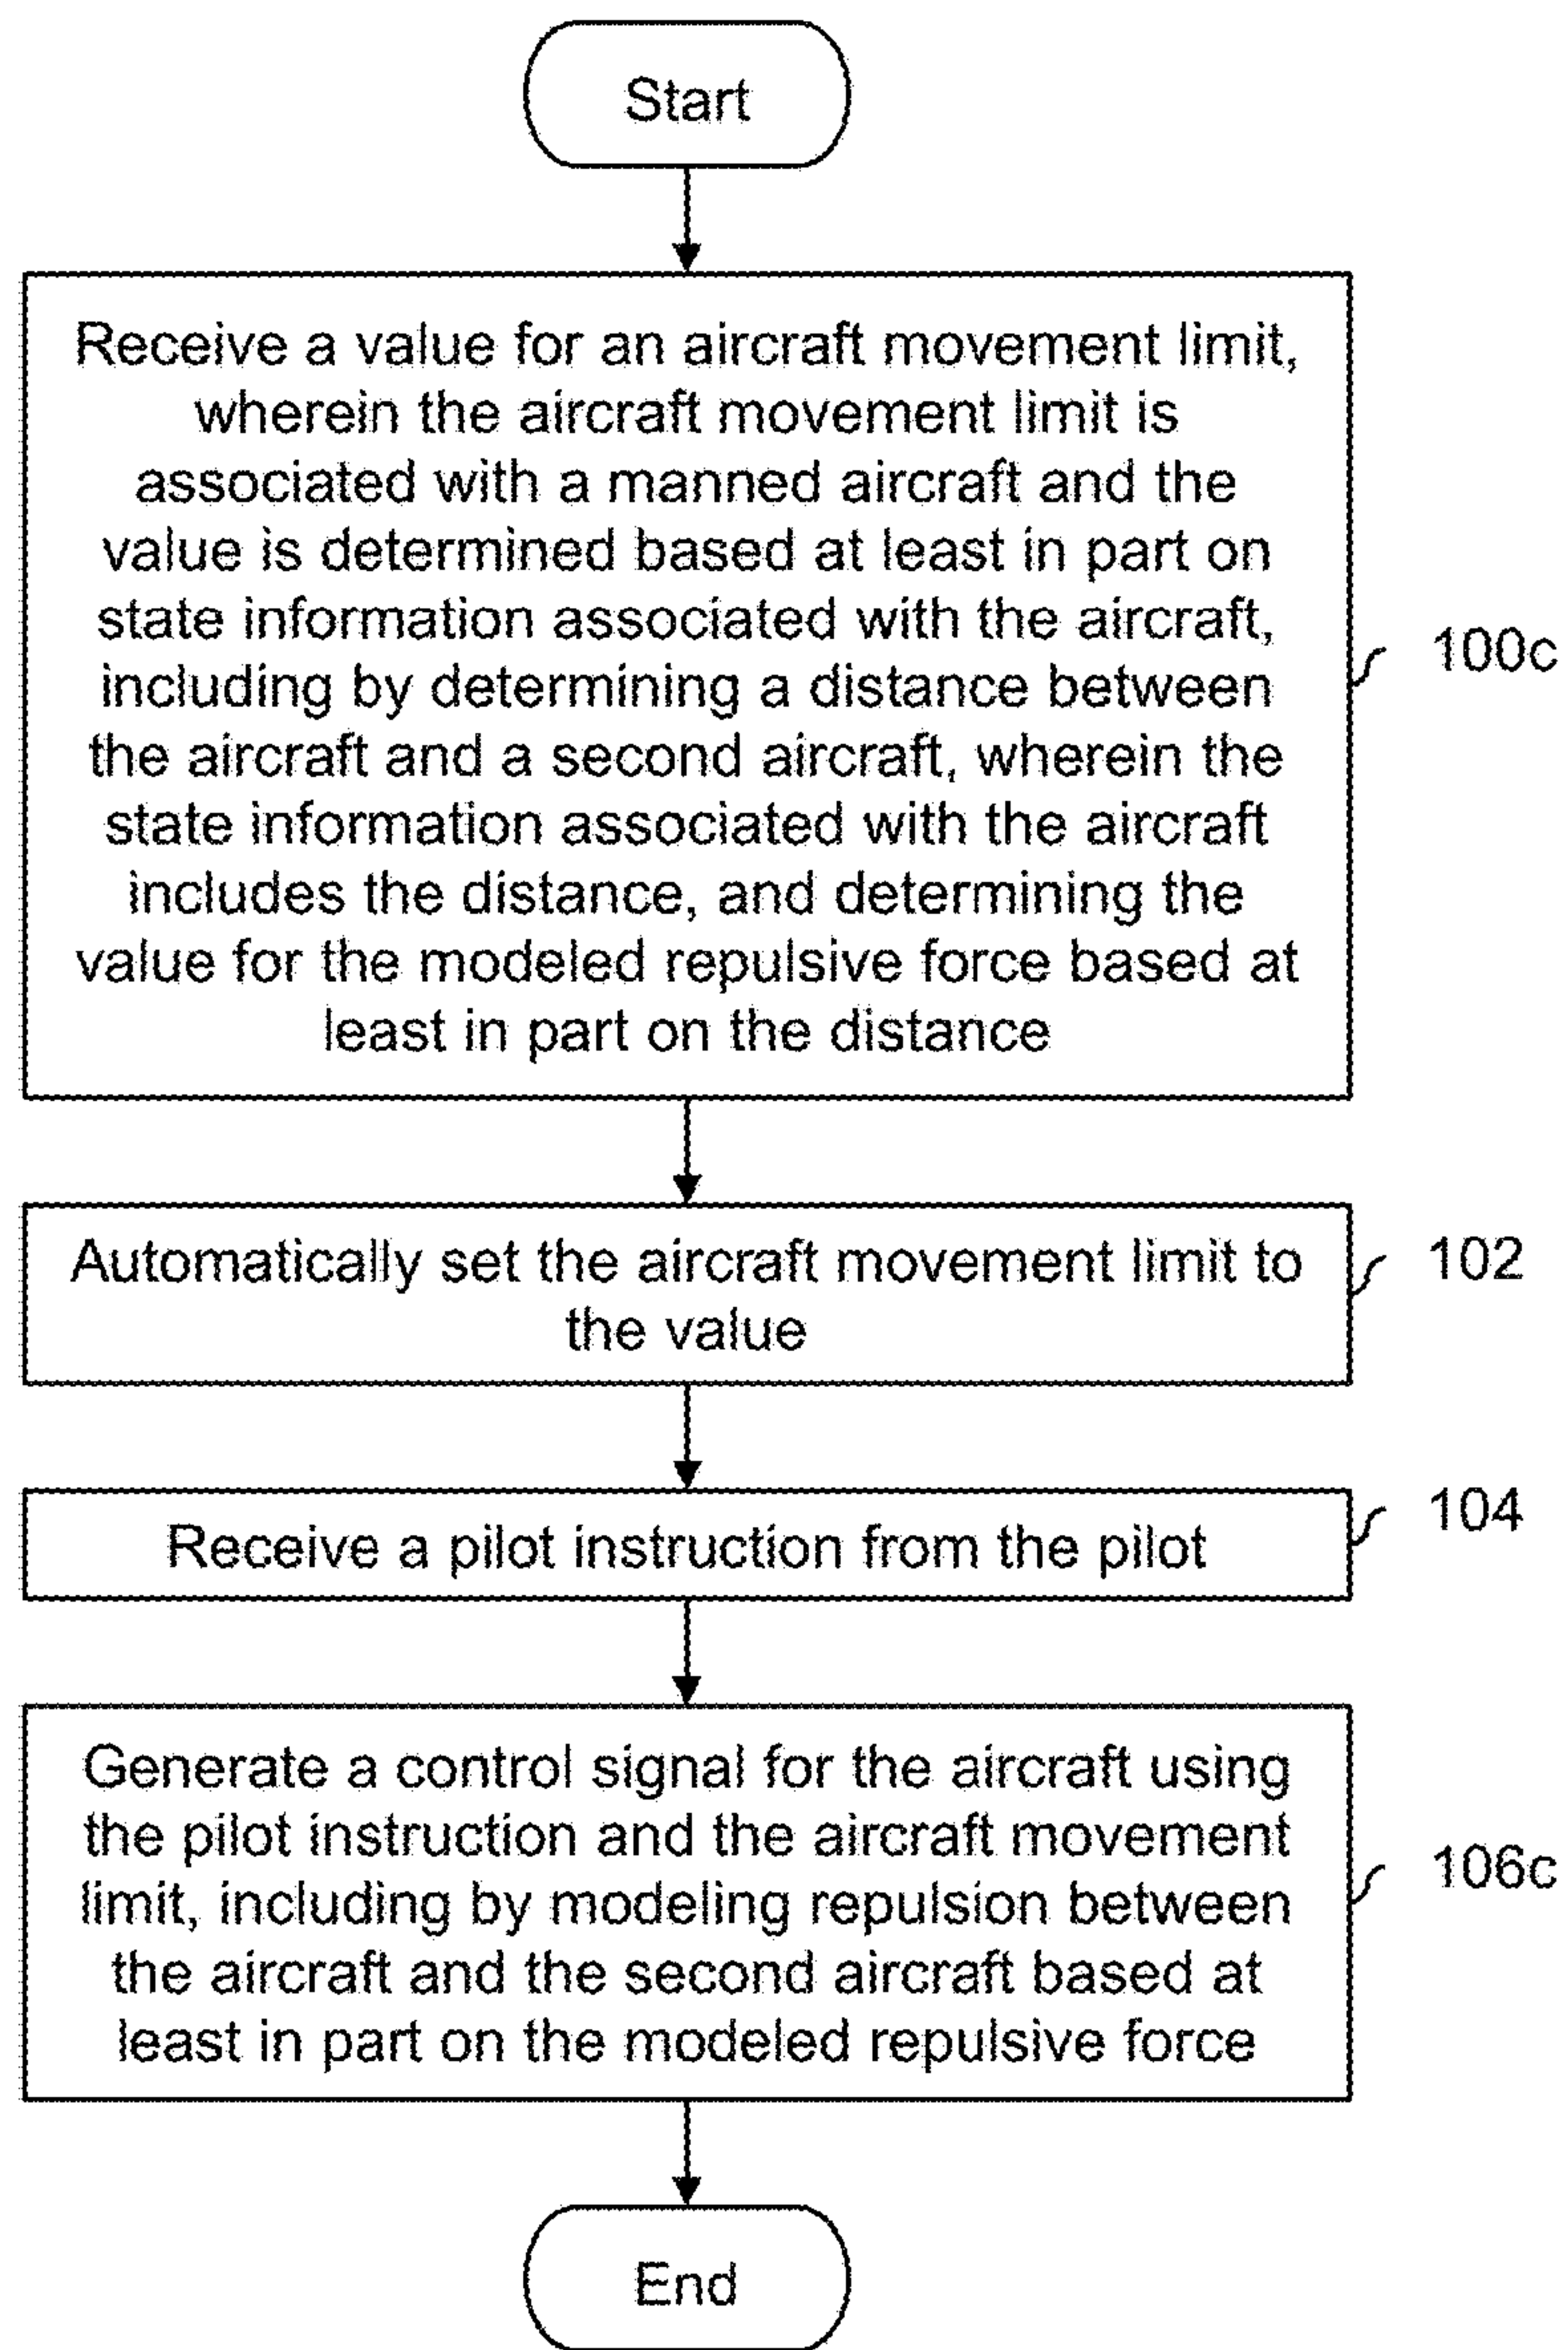 Start
Receive a value for an aircraft movement limit,
wherein the aircraft movement limit is
associated with a manned aircraft and the
value is determined based at least in part on
state information associated with the aircraft,
including by determining a distance between
the aircraft and a second aircraft, wherein the
state information associated with the aircraft
includes the distance, and determining the
value for the modeled repulsive force based at
least in part on the distance
100c
Automatically set the aircraft movement limit to
the value
102
Receive a pilot instruction from the pilot
104
Generate a control signal for the aircraft using
the pilot instruction and the aircraft movement
limit, including by modeling repulsion between
the aircraft and the second aircraft based at
least in part on the modeled repulsive force
106c
End